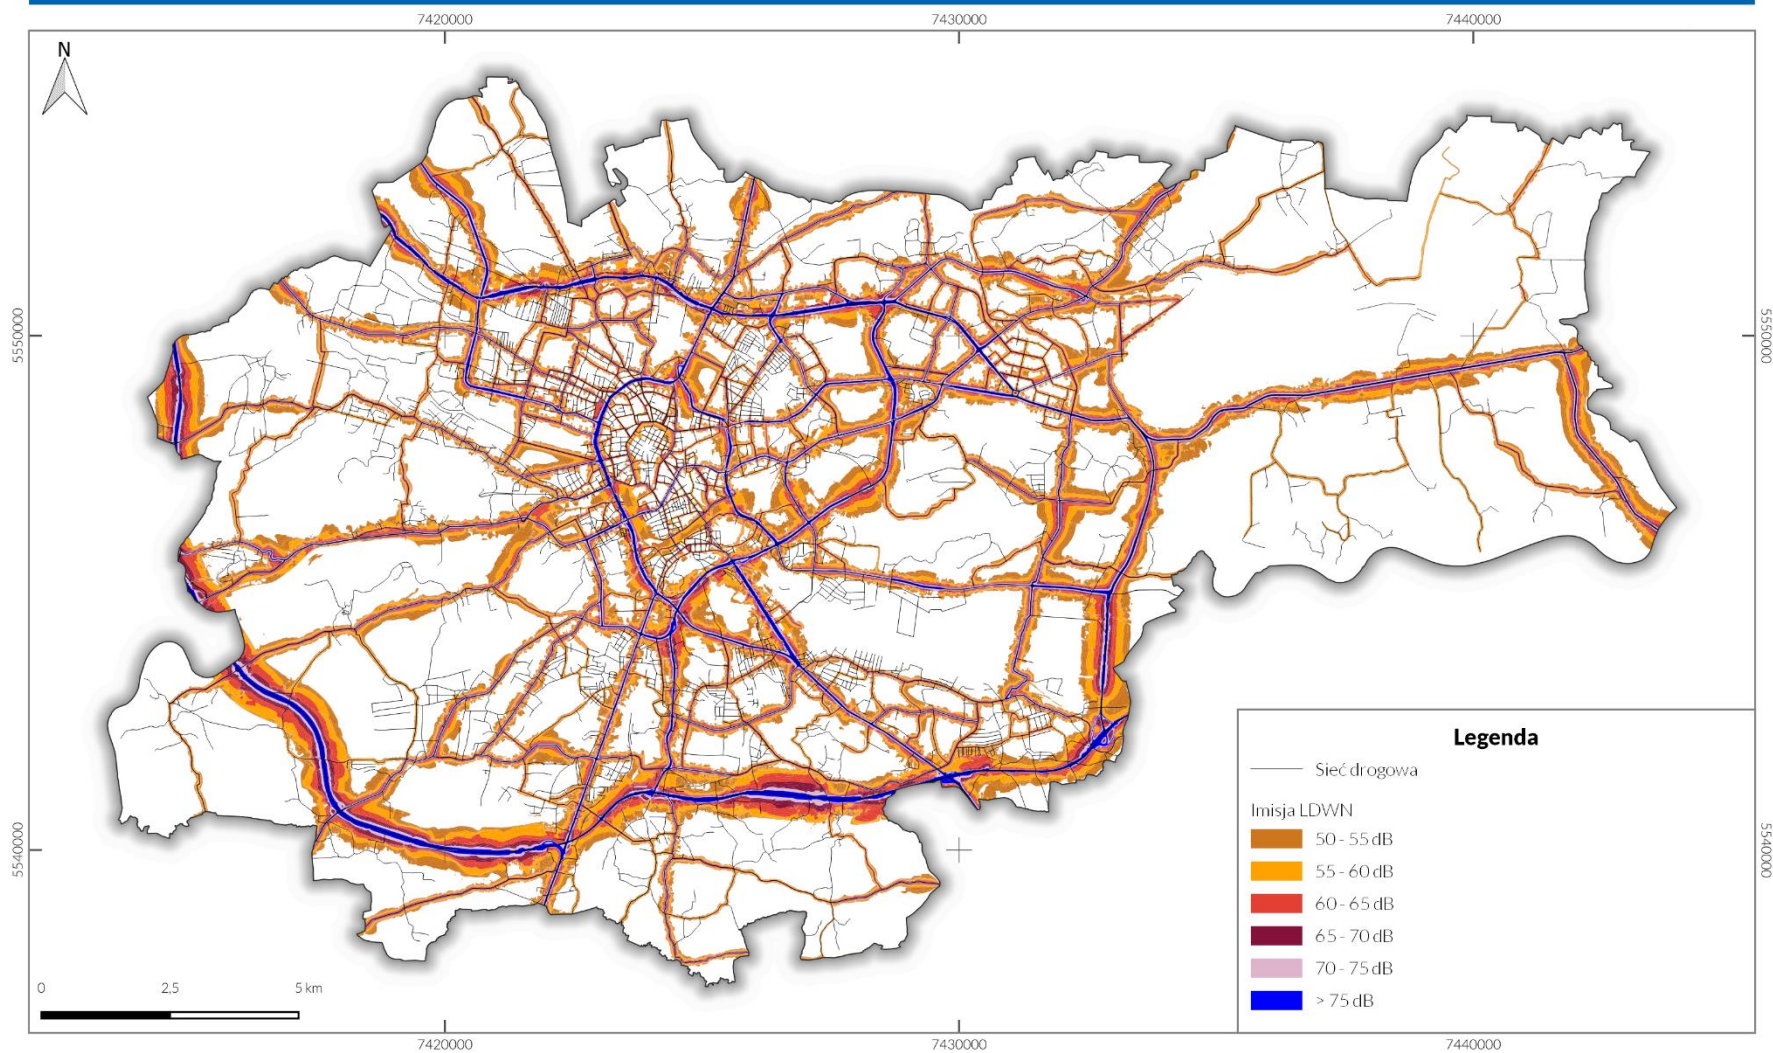 7420000 7430000 7440000
N
5550000 5550000
5540000 5540000
Legenda
Sieć drogowa
Imisja LDWN
50 - 55 dB
55 - 60 dB
60 - 65 dB
65 - 70 dB
70 - 75 dB
> 75 dB
0 2,5 5 km
7420000 7430000 7440000